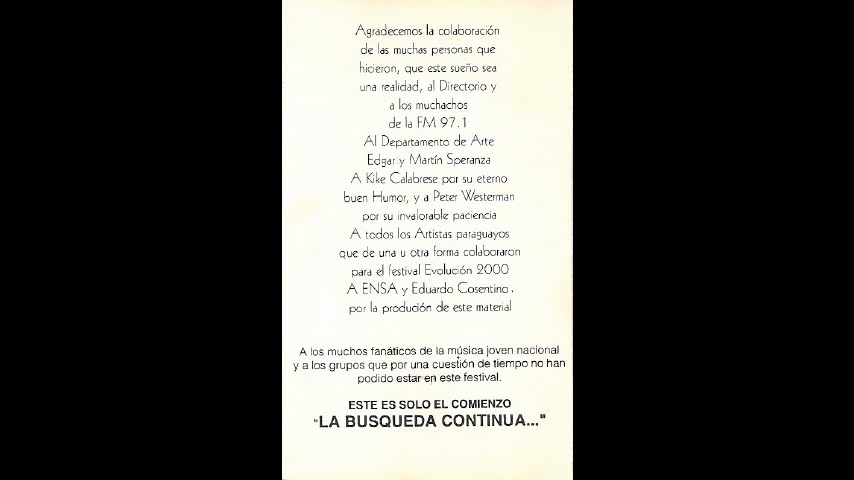 Agradecemos la colaboración
de las muchas personas que
hicieron, que este sueño sea
una realidad, al Directorio y
a los muchachos
de la FM 97.1
Al Departamento de Arte
Edgar y Martín Speranza
A Kike Calabrese por su eterno
buen Humor, y a Peter Westerman
por su invalorable paciencia
A todos los Artistas paraguayos
que de una u otra forma colaboraron
para el festival Evolución 2000
A ENSA y Eduardo Cosentino,
por la produción de este material
A los muchos fanáticos de la música joven nacional
y a los grupos que por una cuestión de tiempo no han
podido estar en este festival.
ESTE ES SOLO EL COMIENZO
"LA BUSQUEDA CONTINUA..."